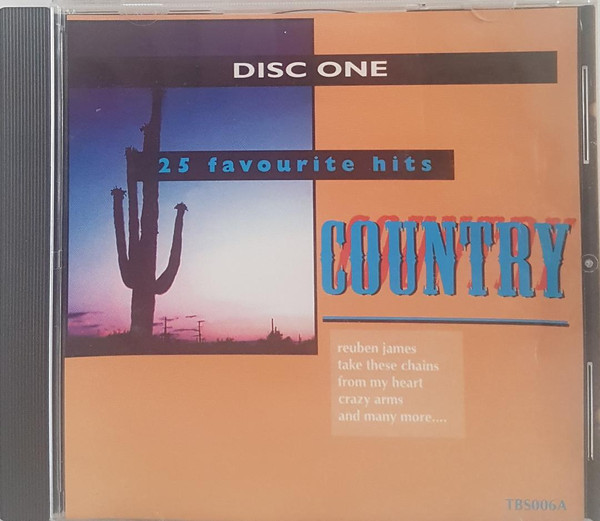 DISC ONE
25 favourite hits
COUNTRY
reuben james
take these chains
from my heart
crazy arms
and many more....
TBS006A